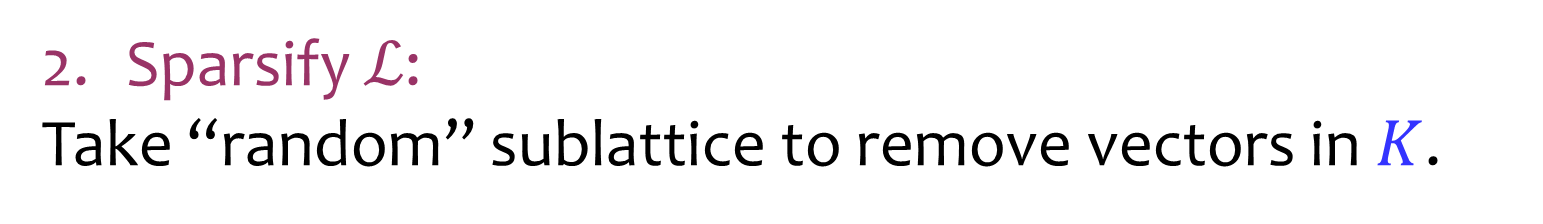 2. Sparsify ℒ:
Take “random” sublattice to remove vectors in K.